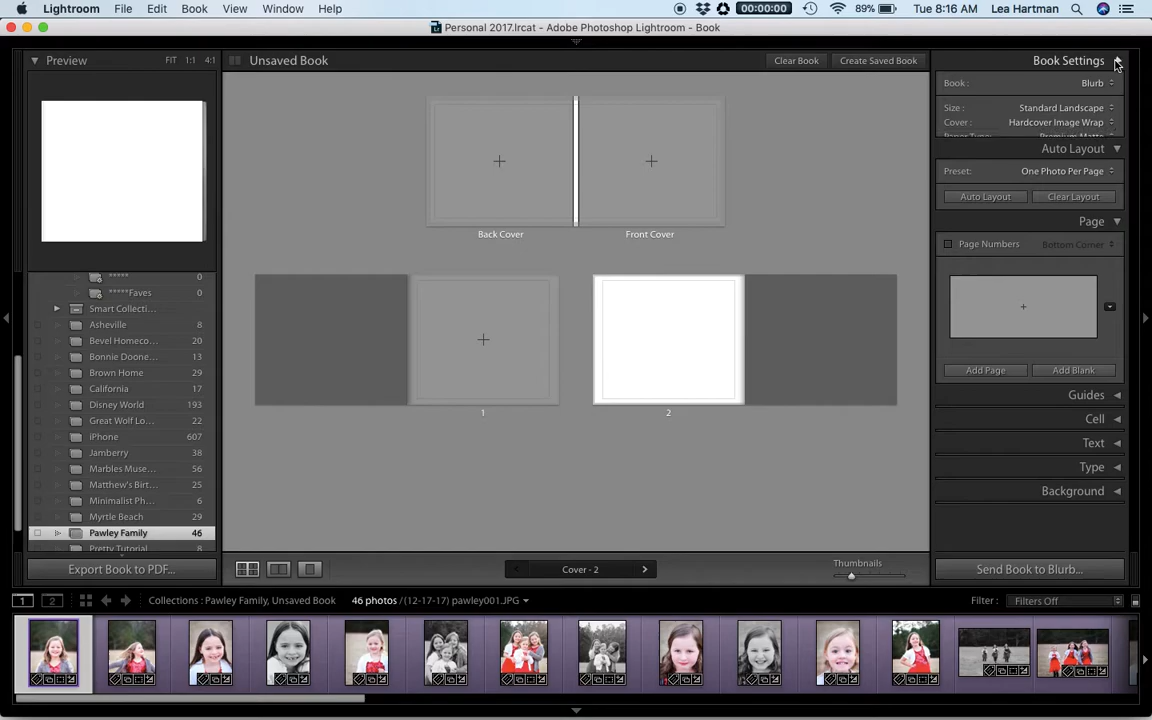 Lightroom File Edit Book View Window Help 00:00:00 89% Tue 8:16 AM Lea Hartman
Personal 2017.lrcat - Adobe Photoshop Lightroom - Book
Preview FIT 1:1 4:1
Unsaved Book Clear Book Create Saved Book
Book Settings
Book : Blurb
Size : Standard Landscape
Cover : Hardcover Image Wrap
Paper Type: Premium Matte
Auto Layout
Preset: One Photo Per Page
Auto Layout Clear Layout
Page
Page Numbers Bottom Corner
Add Page Add Blank
Guides
Cell
Text
Type
Background
Back Cover Front Cover
1 2
***** 0
*****Faves 0
Smart Collecti...
Asheville 8
Bevel Homeco... 20
Bonnie Doone... 13
Brown Home 29
California 17
Disney World 193
Great Wolf Lo... 22
iPhone 607
Jamberry 38
Marbles Muse... 56
Matthew's Birt... 25
Minimalist Ph... 6
Myrtle Beach 29
Pawley Family 46
Pretty Tutorial 8
Export Book to PDF...
Cover - 2
Thumbnails
Send Book to Blurb...
1 2 Collections : Pawley Family, Unsaved Book 46 photos /(12-17-17) pawley001.JPG Filter : Filters Off